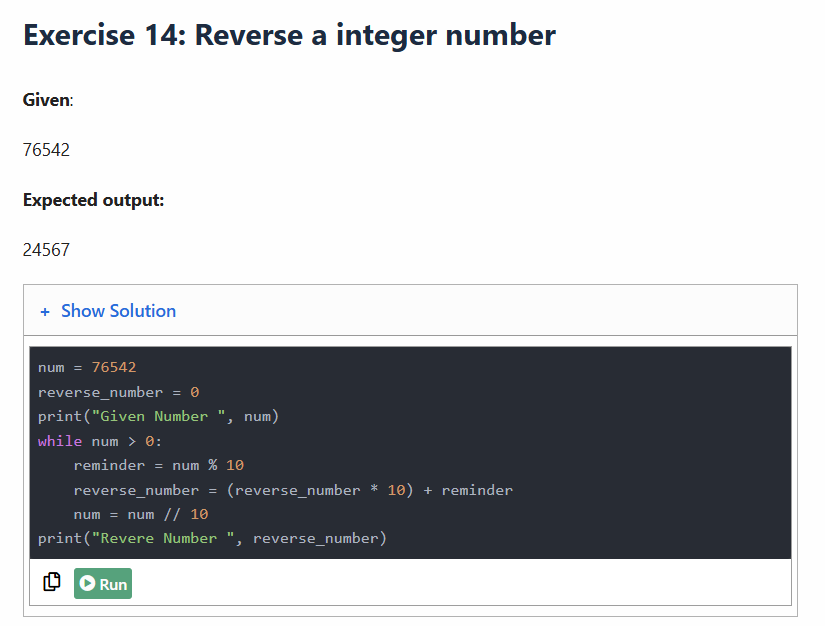 Exercise 14: Reverse a integer number
Given:
76542
Expected output:
24567
+ Show Solution
num = 76542
reverse_number = 0
print("Given Number ", num)
while num > 0:
    reminder = num % 10
    reverse_number = (reverse_number * 10) + reminder
    num = num // 10
print("Revere Number ", reverse_number)
Run